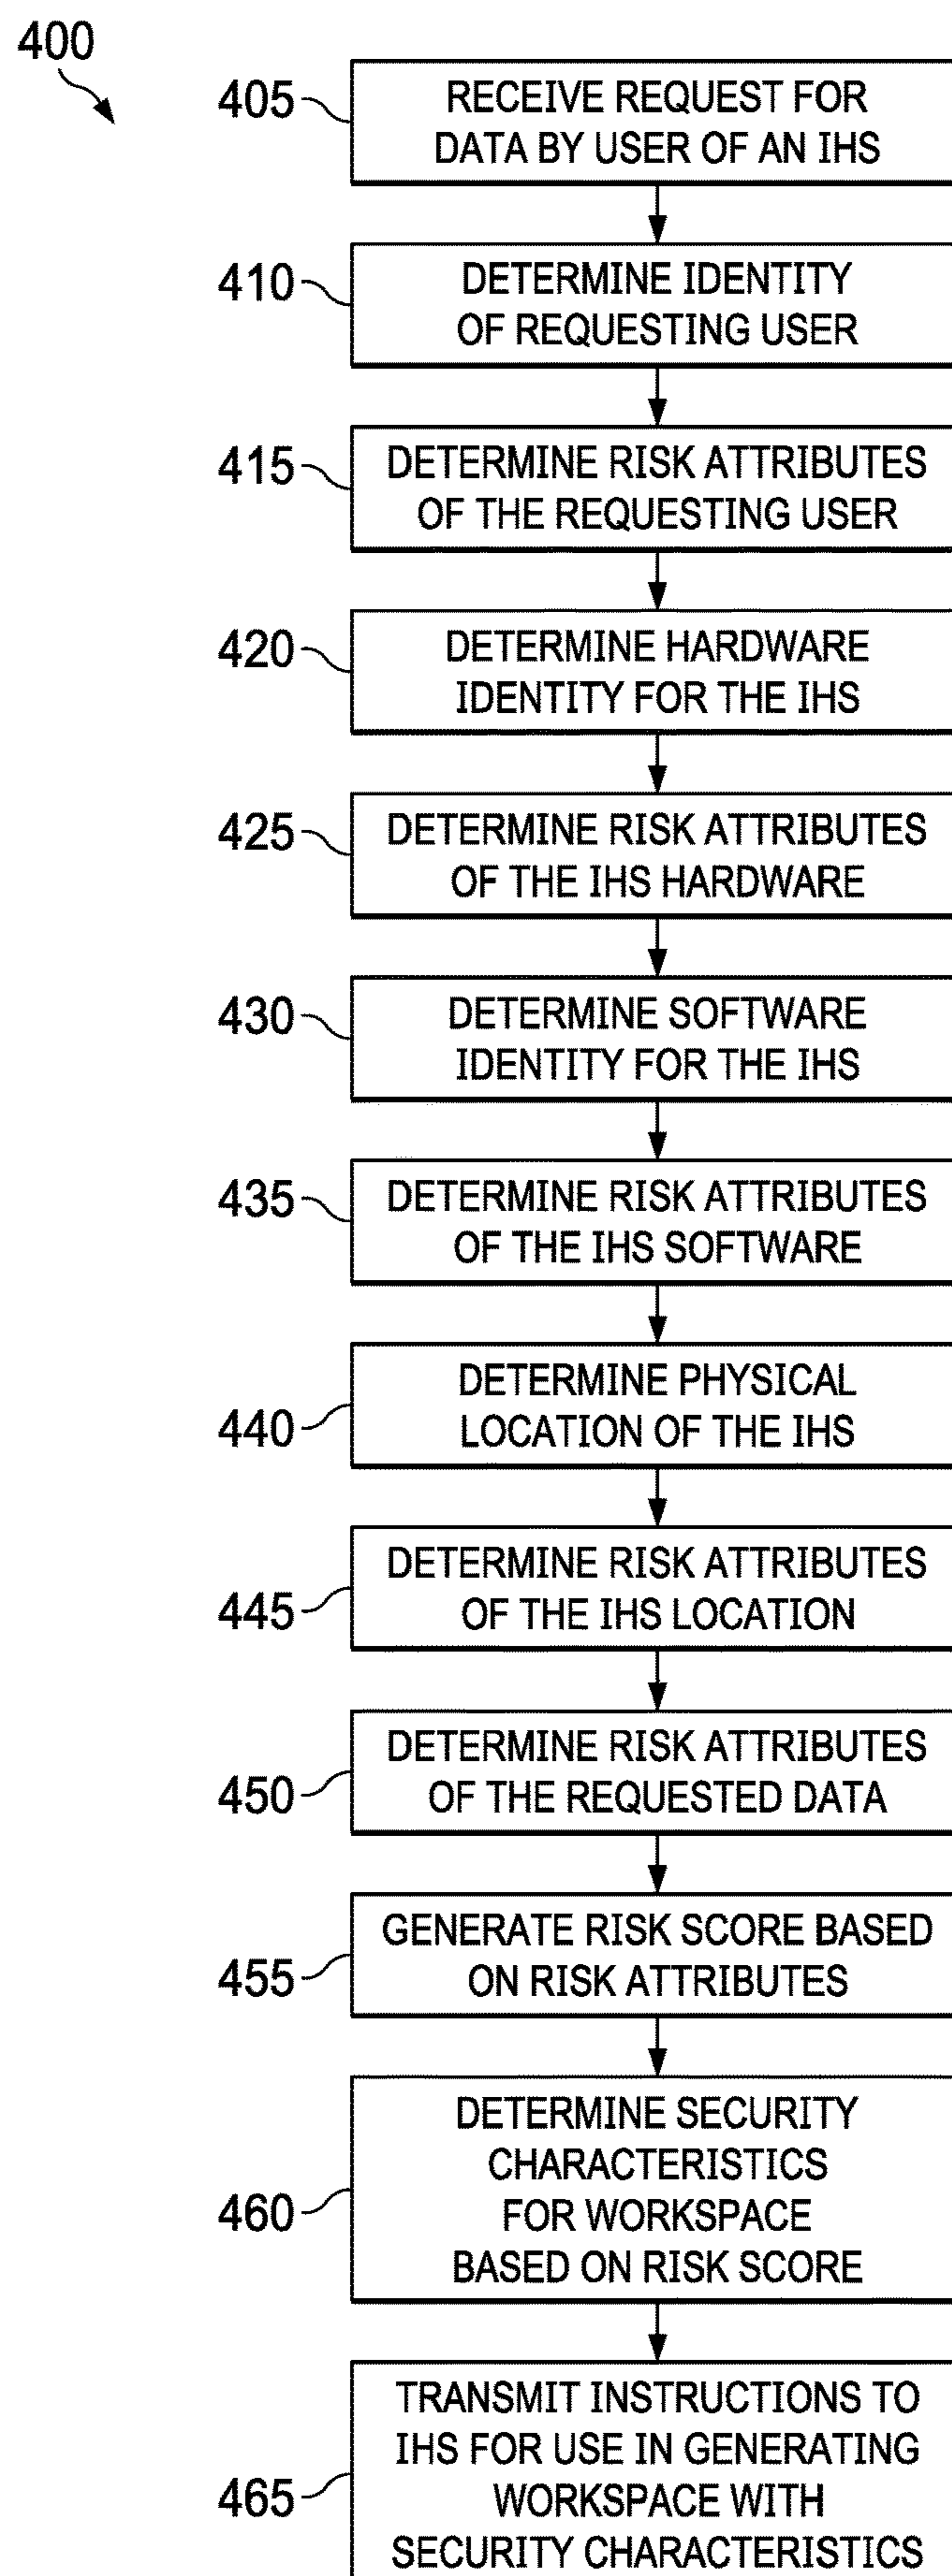 400
405
RECEIVE REQUEST FOR
DATA BY USER OF AN IHS
410
DETERMINE IDENTITY
OF REQUESTING USER
415
DETERMINE RISK ATTRIBUTES
OF THE REQUESTING USER
420
DETERMINE HARDWARE
IDENTITY FOR THE IHS
425
DETERMINE RISK ATTRIBUTES
OF THE IHS HARDWARE
430
DETERMINE SOFTWARE
IDENTITY FOR THE IHS
435
DETERMINE RISK ATTRIBUTES
OF THE IHS SOFTWARE
440
DETERMINE PHYSICAL
LOCATION OF THE IHS
445
DETERMINE RISK ATTRIBUTES
OF THE IHS LOCATION
450
DETERMINE RISK ATTRIBUTES
OF THE REQUESTED DATA
455
GENERATE RISK SCORE BASED
ON RISK ATTRIBUTES
460
DETERMINE SECURITY
CHARACTERISTICS
FOR WORKSPACE
BASED ON RISK SCORE
465
TRANSMIT INSTRUCTIONS TO
IHS FOR USE IN GENERATING
WORKSPACE WITH
SECURITY CHARACTERISTICS